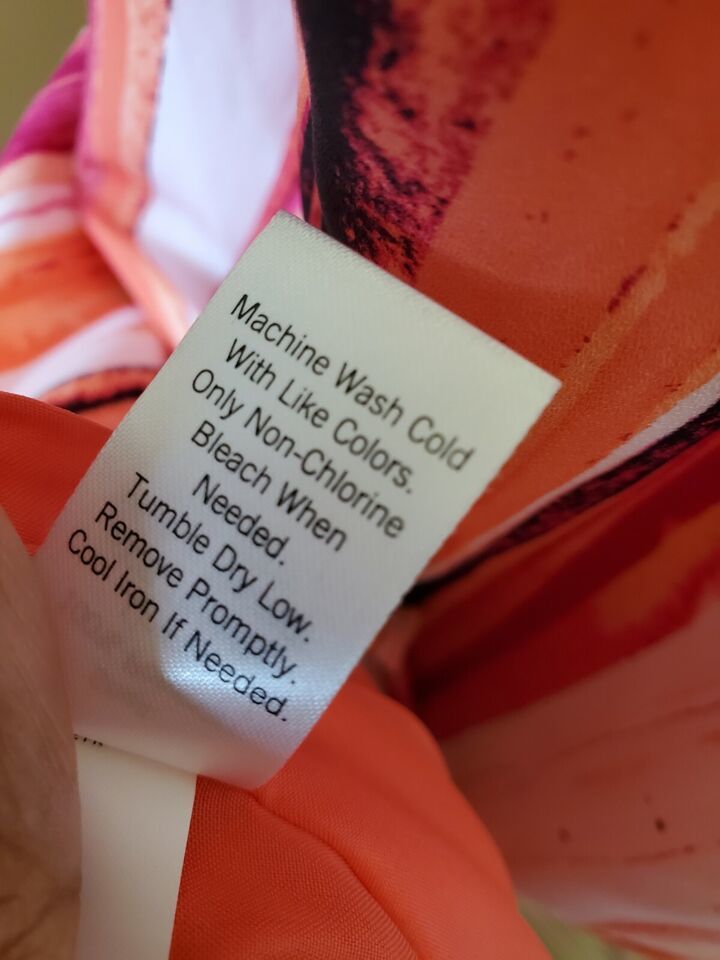 Machine Wash Cold
With Like Colors.
Only Non-Chlorine
Bleach When
Needed.
Tumble Dry Low.
Remove Promptly.
Cool Iron If Needed.